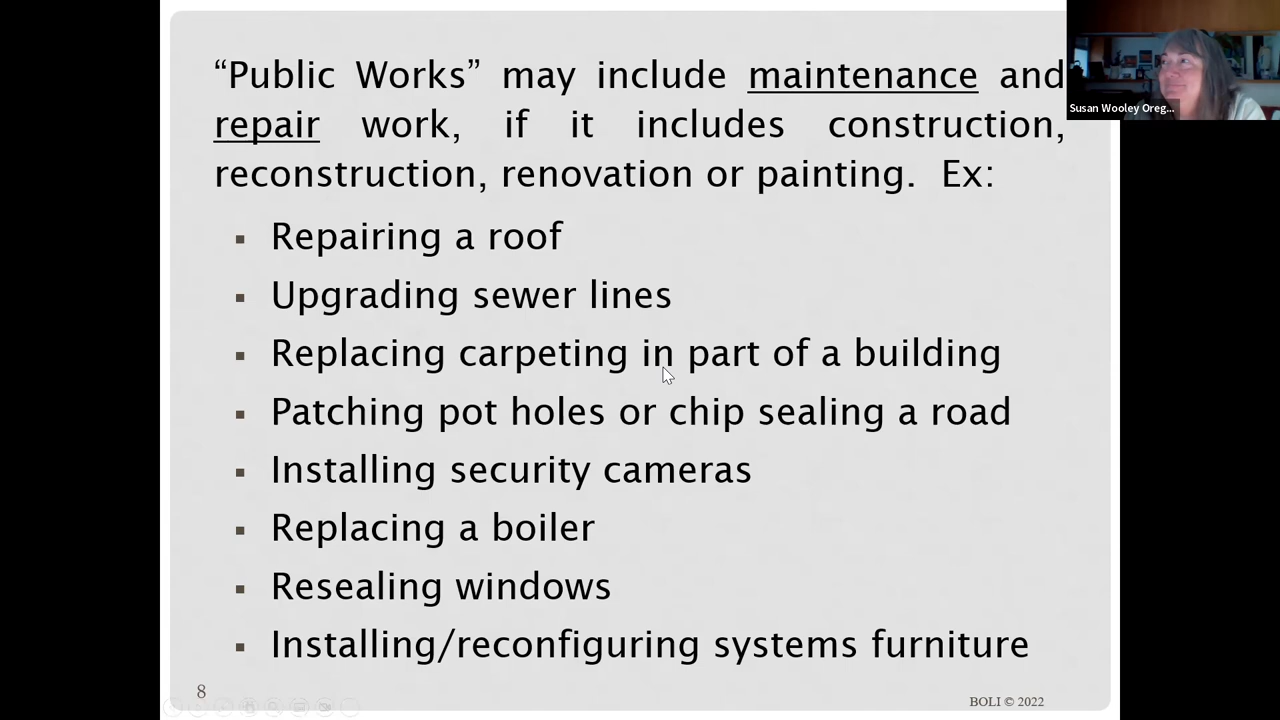 “Public Works” may include maintenance and
repair work, if it includes construction,
reconstruction, renovation or painting. Ex:
▪ Repairing a roof
▪ Upgrading sewer lines
▪ Replacing carpeting in part of a building
▪ Patching pot holes or chip sealing a road
▪ Installing security cameras
▪ Replacing a boiler
▪ Resealing windows
▪ Installing/reconfiguring systems furniture
8
BOLI © 2022
Susan Wooley Oreg...